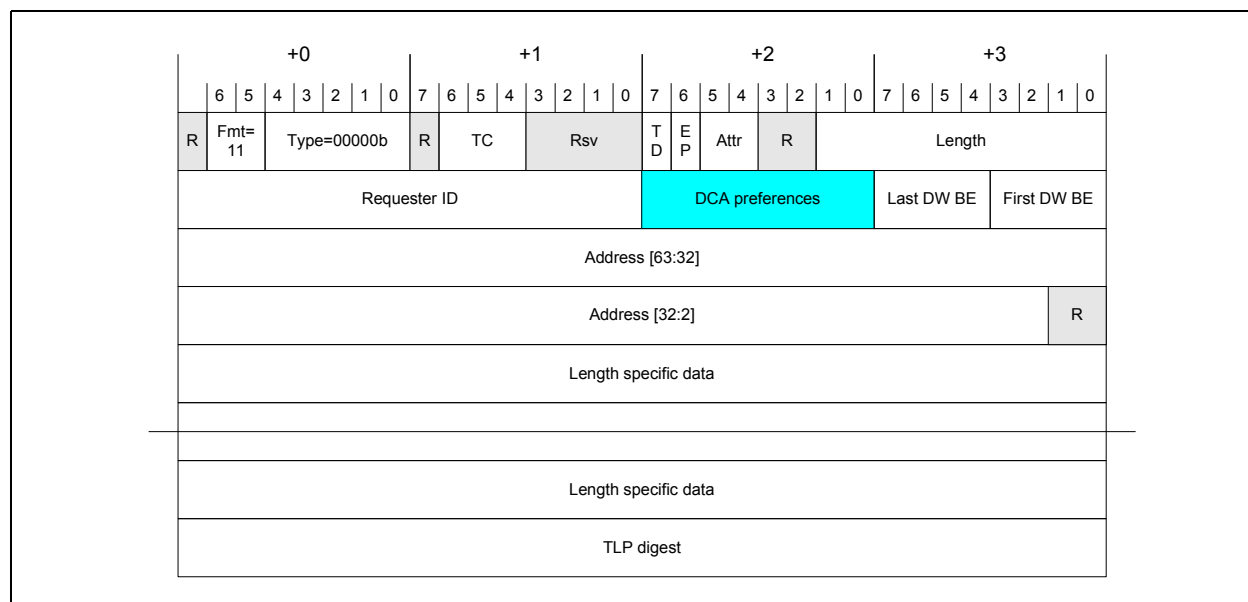 +0 +1 +2 +3
6 5 4 3 2 1 0 7 6 5 4 3 2 1 0 7 6 5 4 3 2 1 0 7 6 5 4 3 2 1 0
R Fmt= 11 Type=00000b R TC Rsv T D E P Attr R Length
Requester ID DCA preferences Last DW BE First DW BE
Address [63:32]
Address [32:2] R
Length specific data
Length specific data
TLP digest